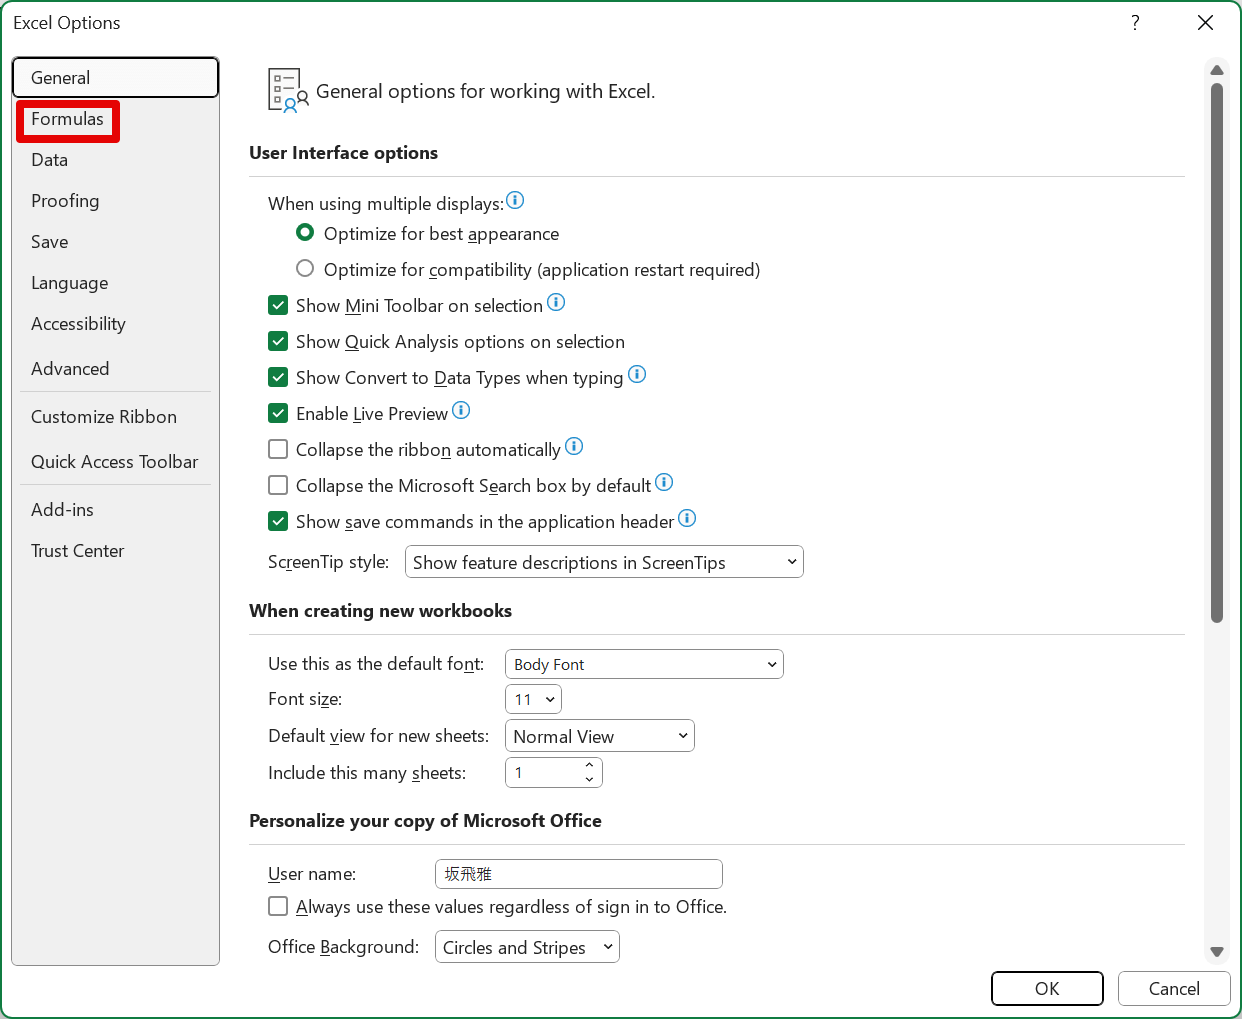 Excel Options
?
General
Formulas
Data
Proofing
Save
Language
Accessibility
Advanced
Customize Ribbon
Quick Access Toolbar
Add-ins
Trust Center
General options for working with Excel.
User Interface options
When using multiple displays:
Optimize for best appearance
Optimize for compatibility (application restart required)
Show Mini Toolbar on selection
Show Quick Analysis options on selection
Show Convert to Data Types when typing
Enable Live Preview
Collapse the ribbon automatically
Collapse the Microsoft Search box by default
Show save commands in the application header
ScreenTip style: Show feature descriptions in ScreenTips
When creating new workbooks
Use this as the default font: Body Font
Font size: 11
Default view for new sheets: Normal View
Include this many sheets: 1
Personalize your copy of Microsoft Office
User name: 坂飛雅
Always use these values regardless of sign in to Office.
Office Background: Circles and Stripes
OK Cancel